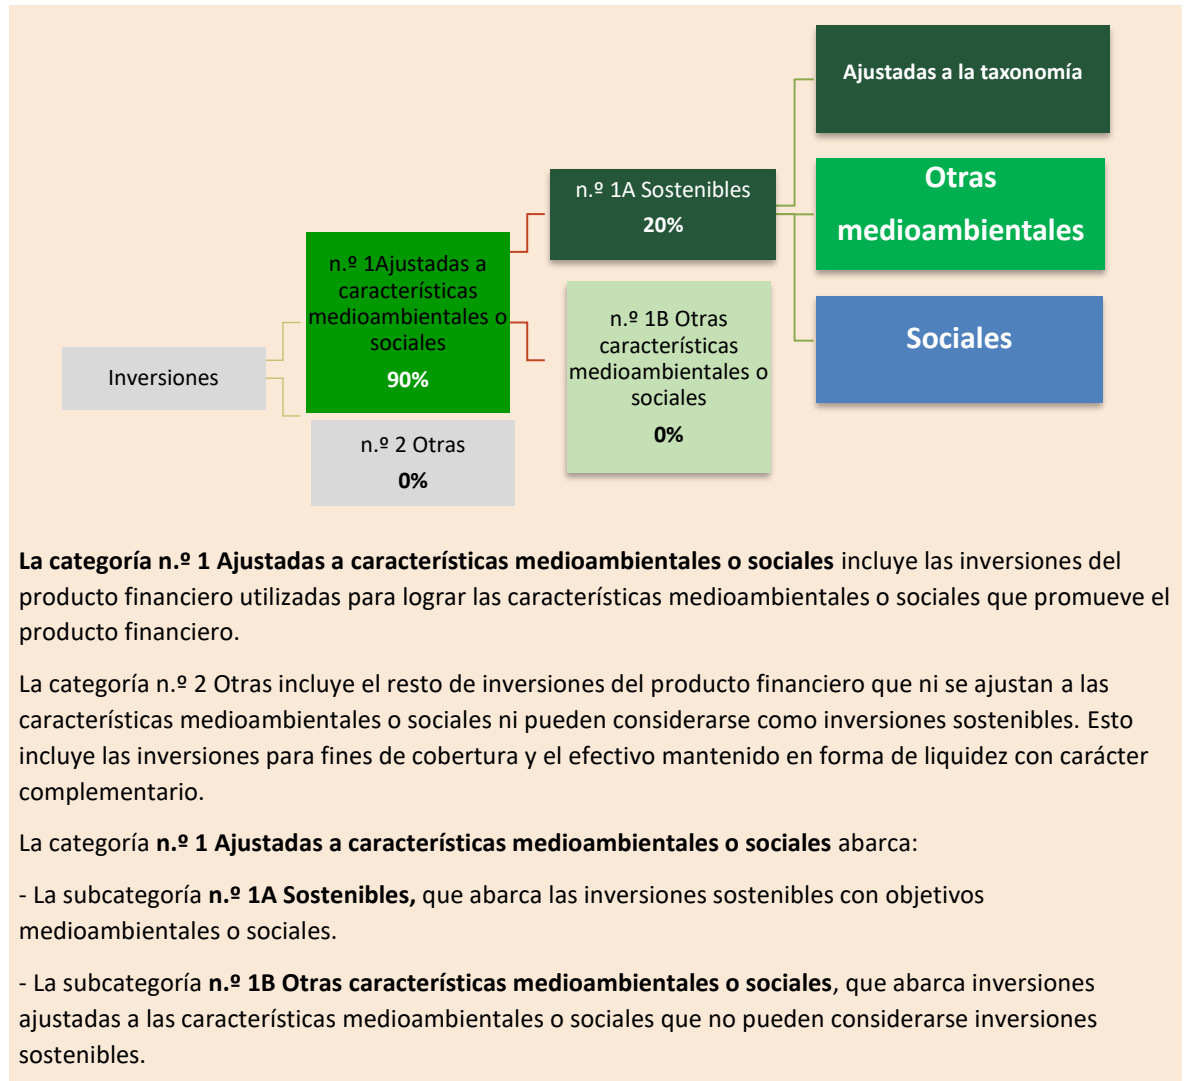 Inversiones
n.º 1Ajustadas a
características
medioambientales o
sociales
90%
n.º 2 Otras
0%
n.º 1A Sostenibles
20%
n.º 1B Otras
características
medioambientales o
sociales
0%
Ajustadas a la taxonomía
Otras
medioambientales
Sociales
La categoría n.º 1 Ajustadas a características medioambientales o sociales incluye las inversiones del
producto financiero utilizadas para lograr las características medioambientales o sociales que promueve el
producto financiero.
La categoría n.º 2 Otras incluye el resto de inversiones del producto financiero que ni se ajustan a las
características medioambientales o sociales ni pueden considerarse como inversiones sostenibles. Esto
incluye las inversiones para fines de cobertura y el efectivo mantenido en forma de liquidez con carácter
complementario.
La categoría n.º 1 Ajustadas a características medioambientales o sociales abarca:
- La subcategoría n.º 1A Sostenibles, que abarca las inversiones sostenibles con objetivos
medioambientales o sociales.
- La subcategoría n.º 1B Otras características medioambientales o sociales, que abarca inversiones
ajustadas a las características medioambientales o sociales que no pueden considerarse inversiones
sostenibles.